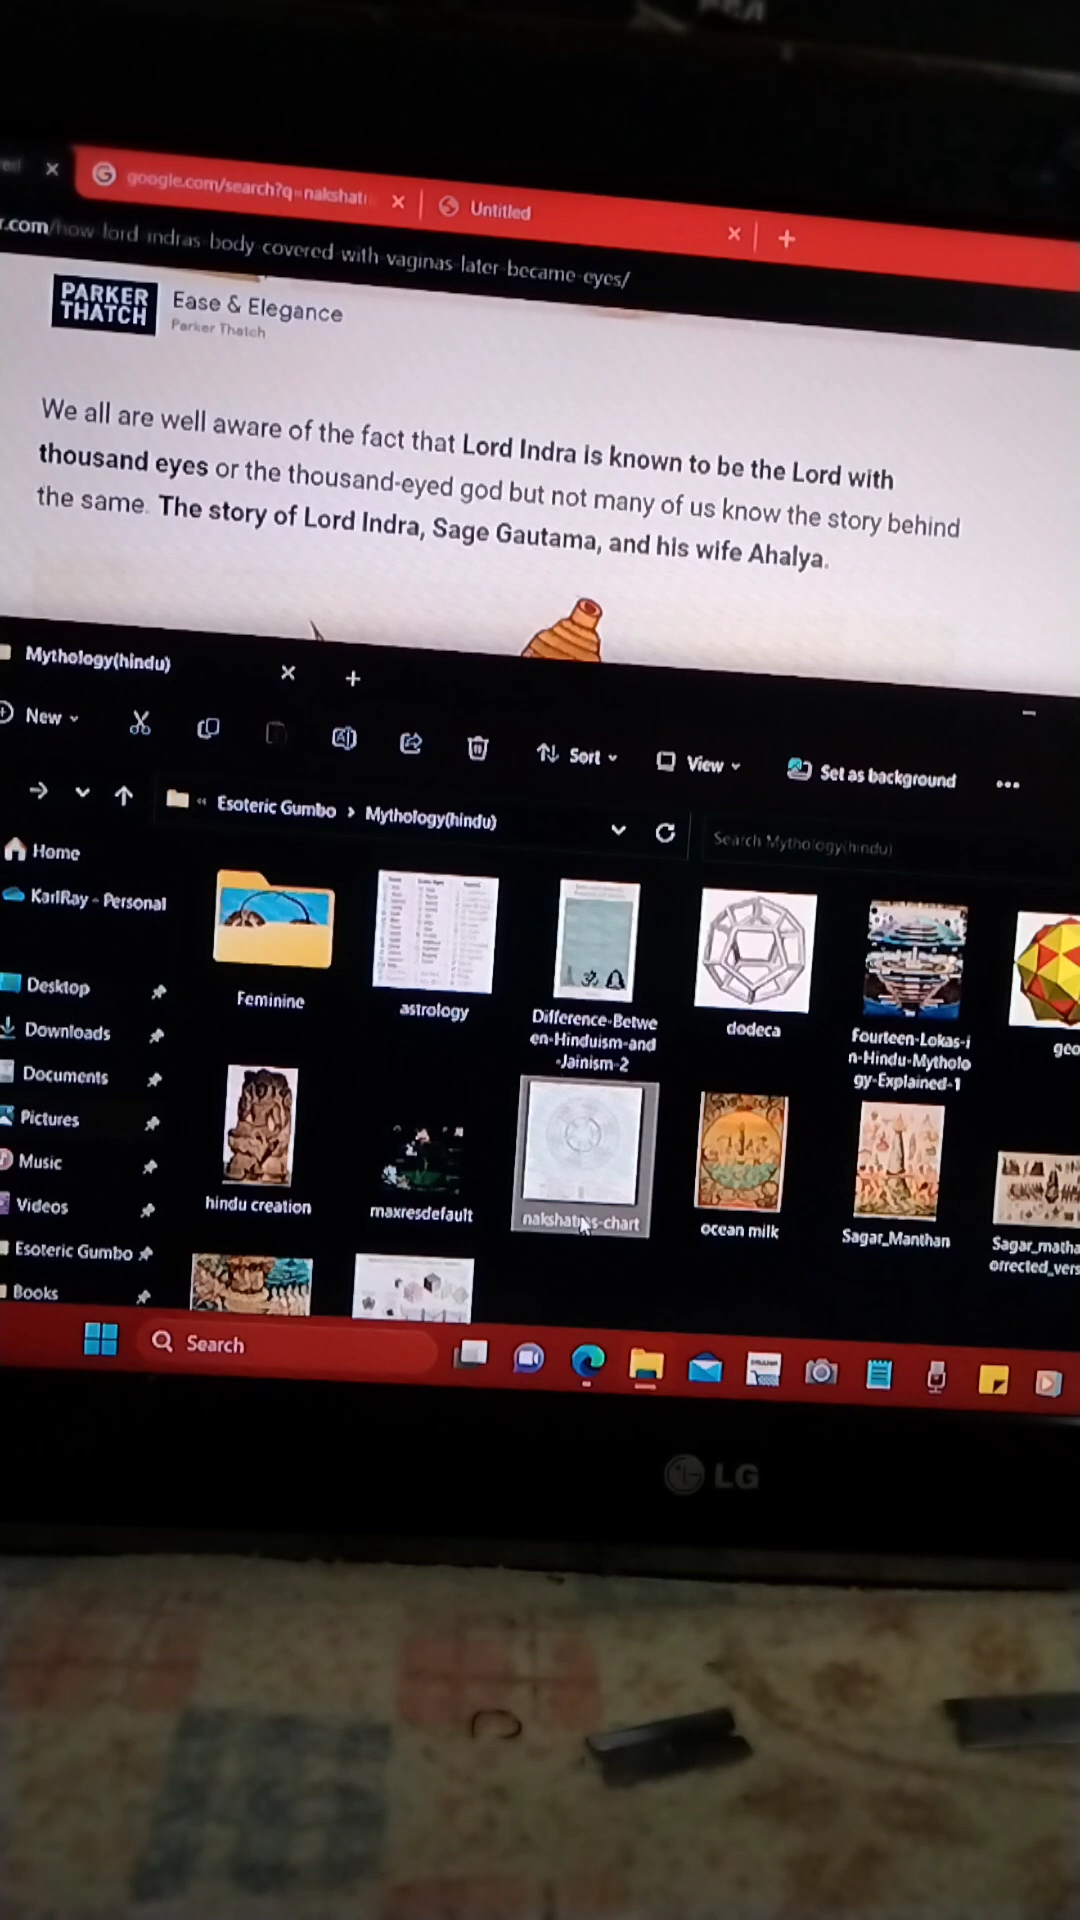 google.com/search?q=nakshatr
Untitled
r.com/how-lord-indras-body-covered-with-vaginas-later-became-eyes/
PARKER
THATCH
Ease & Elegance
Parker Thatch
We all are well aware of the fact that Lord Indra is known to be the Lord with
thousand eyes or the thousand-eyed god but not many of us know the story behind
the same. The story of Lord Indra, Sage Gautama, and his wife Ahalya.
Mythology(hindu)
New
Sort
View
Set as background
Esoteric Gumbo > Mythology(hindu)
Search Mythology(hindu)
Home
KarlRay - Personal
Desktop
Downloads
Documents
Pictures
Music
Videos
Esoteric Gumbo
Books
Feminine
astrology
Difference-Betwe
en-Hinduism-and
-Jainism-2
dodeca
Fourteen-Lokas-i
n-Hindu-Mytholo
gy-Explained-1
geo
hindu creation
maxresdefault
nakshatras-chart
ocean milk
Sagar_Manthan
Sagar_matha
orrected_vers
Search
LG